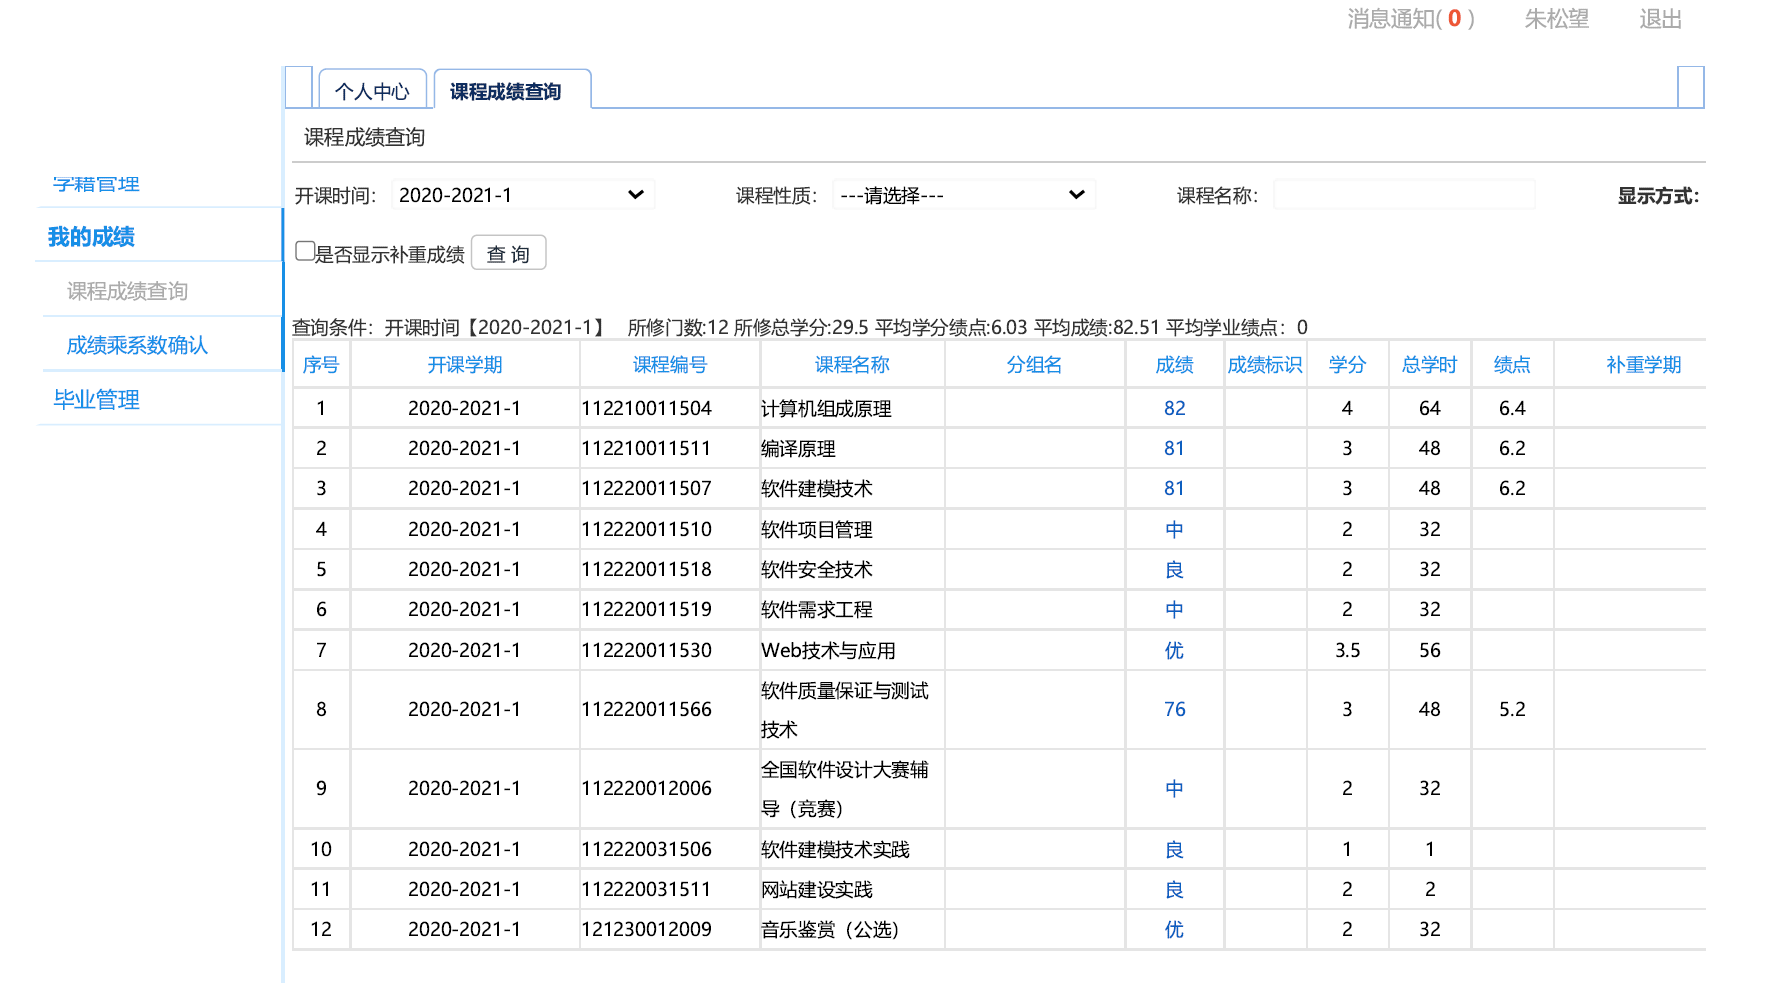 消息通知( 0 ) 朱松望 退出
个人中心 课程成绩查询
课程成绩查询
学籍管理
我的成绩
课程成绩查询
成绩乘系数确认
毕业管理
开课时间： 2020-2021-1 课程性质： ---请选择--- 课程名称： 显示方式：
是否显示补重成绩 查 询
查询条件：开课时间【2020-2021-1】 所修门数:12 所修总学分:29.5 平均学分绩点:6.03 平均成绩:82.51 平均学业绩点：0
序号 开课学期 课程编号 课程名称 分组名 成绩 成绩标识 学分 总学时 绩点 补重学期
1 2020-2021-1 112210011504 计算机组成原理 82 4 64 6.4
2 2020-2021-1 112210011511 编译原理 81 3 48 6.2
3 2020-2021-1 112220011507 软件建模技术 81 3 48 6.2
4 2020-2021-1 112220011510 软件项目管理 中 2 32
5 2020-2021-1 112220011518 软件安全技术 良 2 32
6 2020-2021-1 112220011519 软件需求工程 中 2 32
7 2020-2021-1 112220011530 Web技术与应用 优 3.5 56
8 2020-2021-1 112220011566 软件质量保证与测试
技术 76 3 48 5.2
9 2020-2021-1 112220012006 全国软件设计大赛辅
导（竞赛） 中 2 32
10 2020-2021-1 112220031506 软件建模技术实践 良 1 1
11 2020-2021-1 112220031511 网站建设实践 良 2 2
12 2020-2021-1 121230012009 音乐鉴赏（公选） 优 2 32